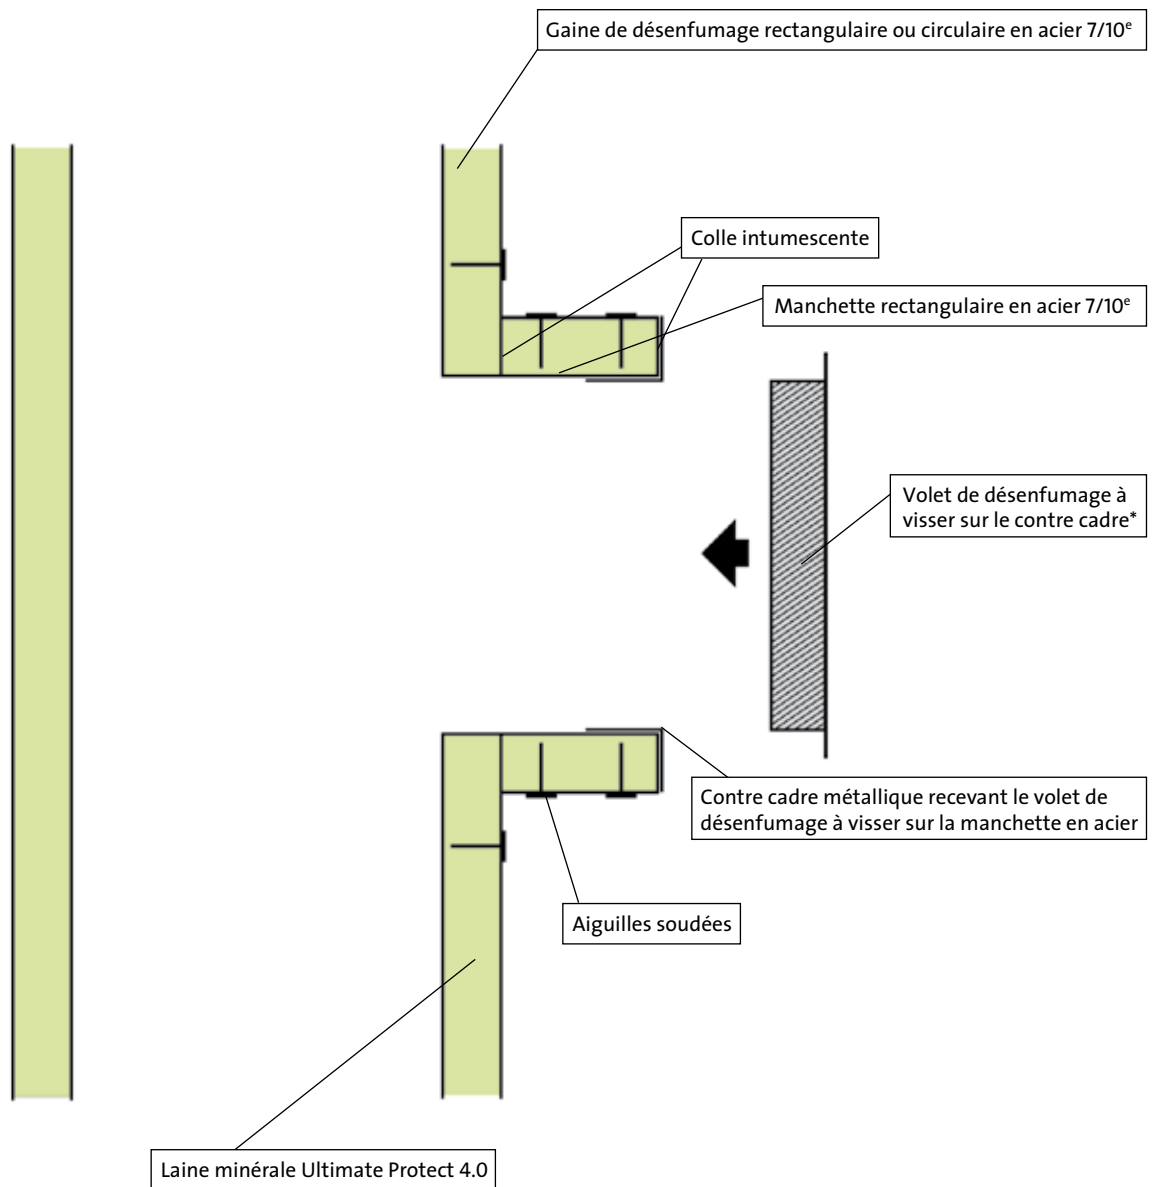 Gaine de désenfumage rectangulaire ou circulaire en acier 7/10ᵉ
Colle intumescente
Manchette rectangulaire en acier 7/10ᵉ
Volet de désenfumage à
visser sur le contre cadre*
Contre cadre métallique recevant le volet de
désenfumage à visser sur la manchette en acier
Aiguilles soudées
Laine minérale Ultimate Protect 4.0